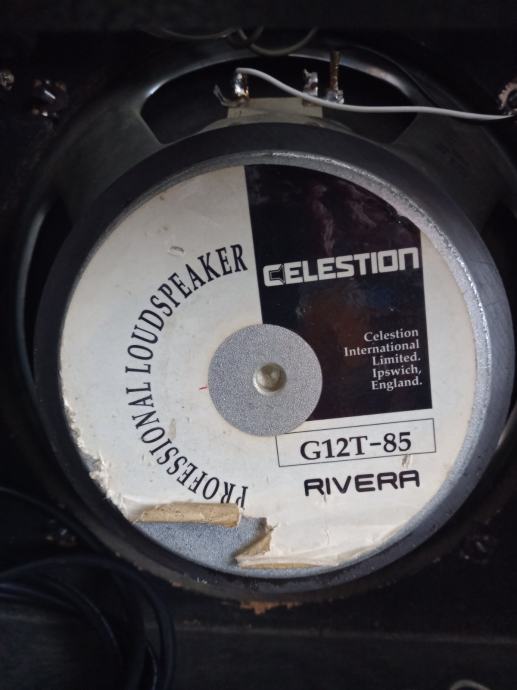 PROFESSIONAL LOUDSPEAKER
CELESTION
Celestion
International
Limited.
Ipswich,
England.
G12T-85
RIVERA